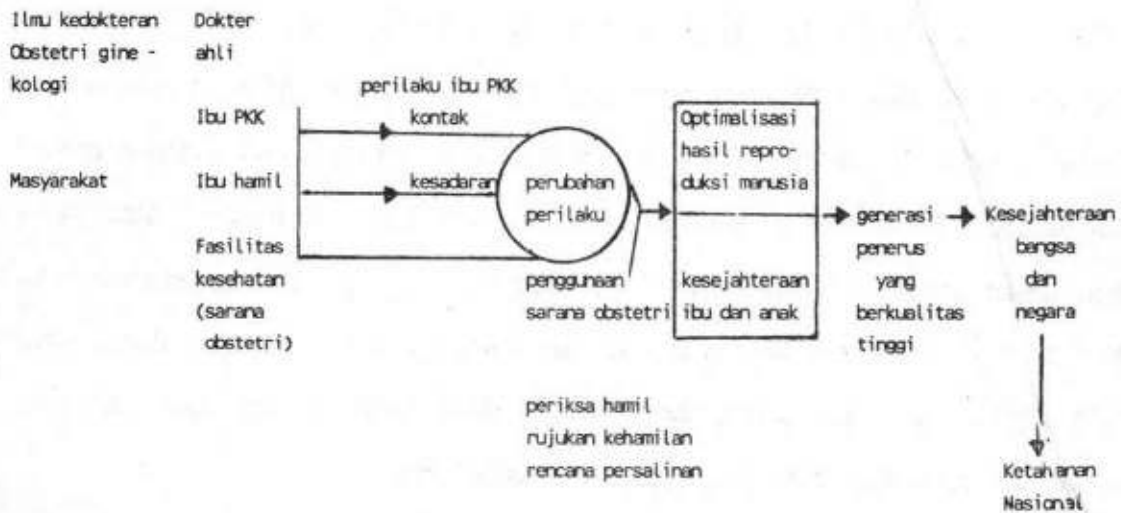 Ilmu kedokteran Dokter
Obstetri gine - ahli
kologi
perilaku ibu PKK
Ibu PKK kontak
Masyarakat Ibu hamil kesadaran
Fasilitas
kesehatan
(sarana
obstetri)
perubahan
perilaku
penggunaan
sarana obstetri
Optimalisasi
hasil repro-
duksi manusia
kesejahteraan
ibu dan anak
generasi
penerus
yang
berkualitas
tinggi
Kesejahteraan
bangsa
dan
negara
periksa hamil
rujukan kehamilan
rencana persalinan
Ketahanan
Nasional